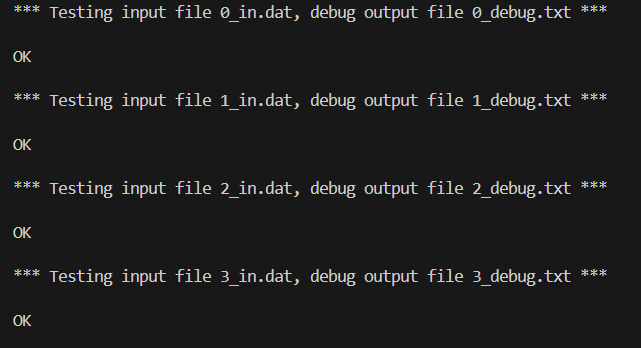 *** Testing input file 0_in.dat, debug output file 0_debug.txt ***
OK
*** Testing input file 1_in.dat, debug output file 1_debug.txt ***
OK
*** Testing input file 2_in.dat, debug output file 2_debug.txt ***
OK
*** Testing input file 3_in.dat, debug output file 3_debug.txt ***
OK